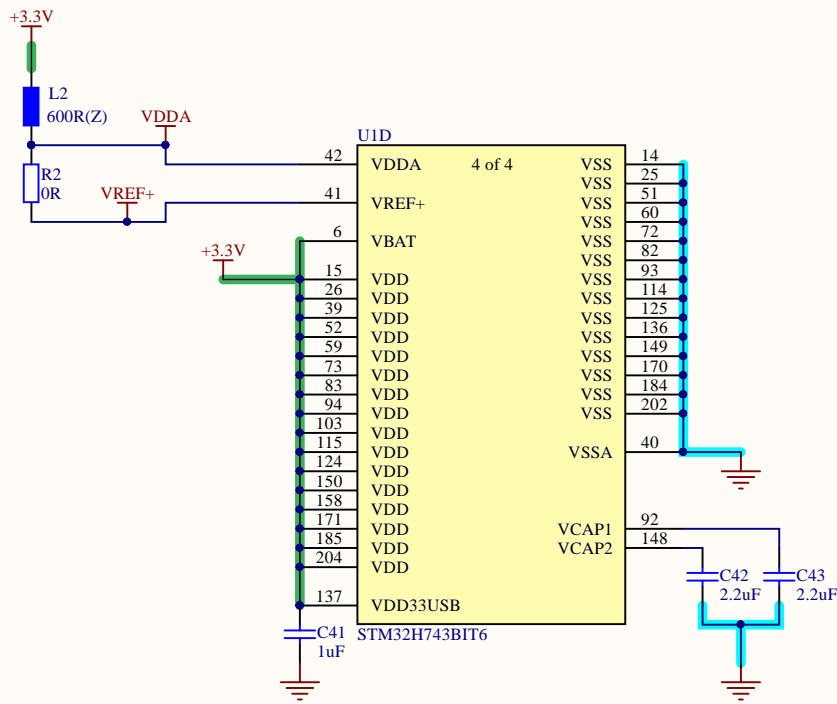 +3.3V
L2
600R(Z)
VDDA
R2
0R
VREF+
+3.3V
U1D
4 of 4
42 VDDA
41 VREF+
6 VBAT
15 VDD
26 VDD
39 VDD
52 VDD
59 VDD
73 VDD
83 VDD
94 VDD
103 VDD
115 VDD
124 VDD
150 VDD
158 VDD
171 VDD
185 VDD
204 VDD
137 VDD33USB
VSS 14
VSS 25
VSS 51
VSS 60
VSS 72
VSS 82
VSS 93
VSS 114
VSS 125
VSS 136
VSS 149
VSS 170
VSS 184
VSS 202
VSSA 40
VCAP1 92
VCAP2 148
C41
1uF
STM32H743BIT6
C42
2.2uF
C43
2.2uF